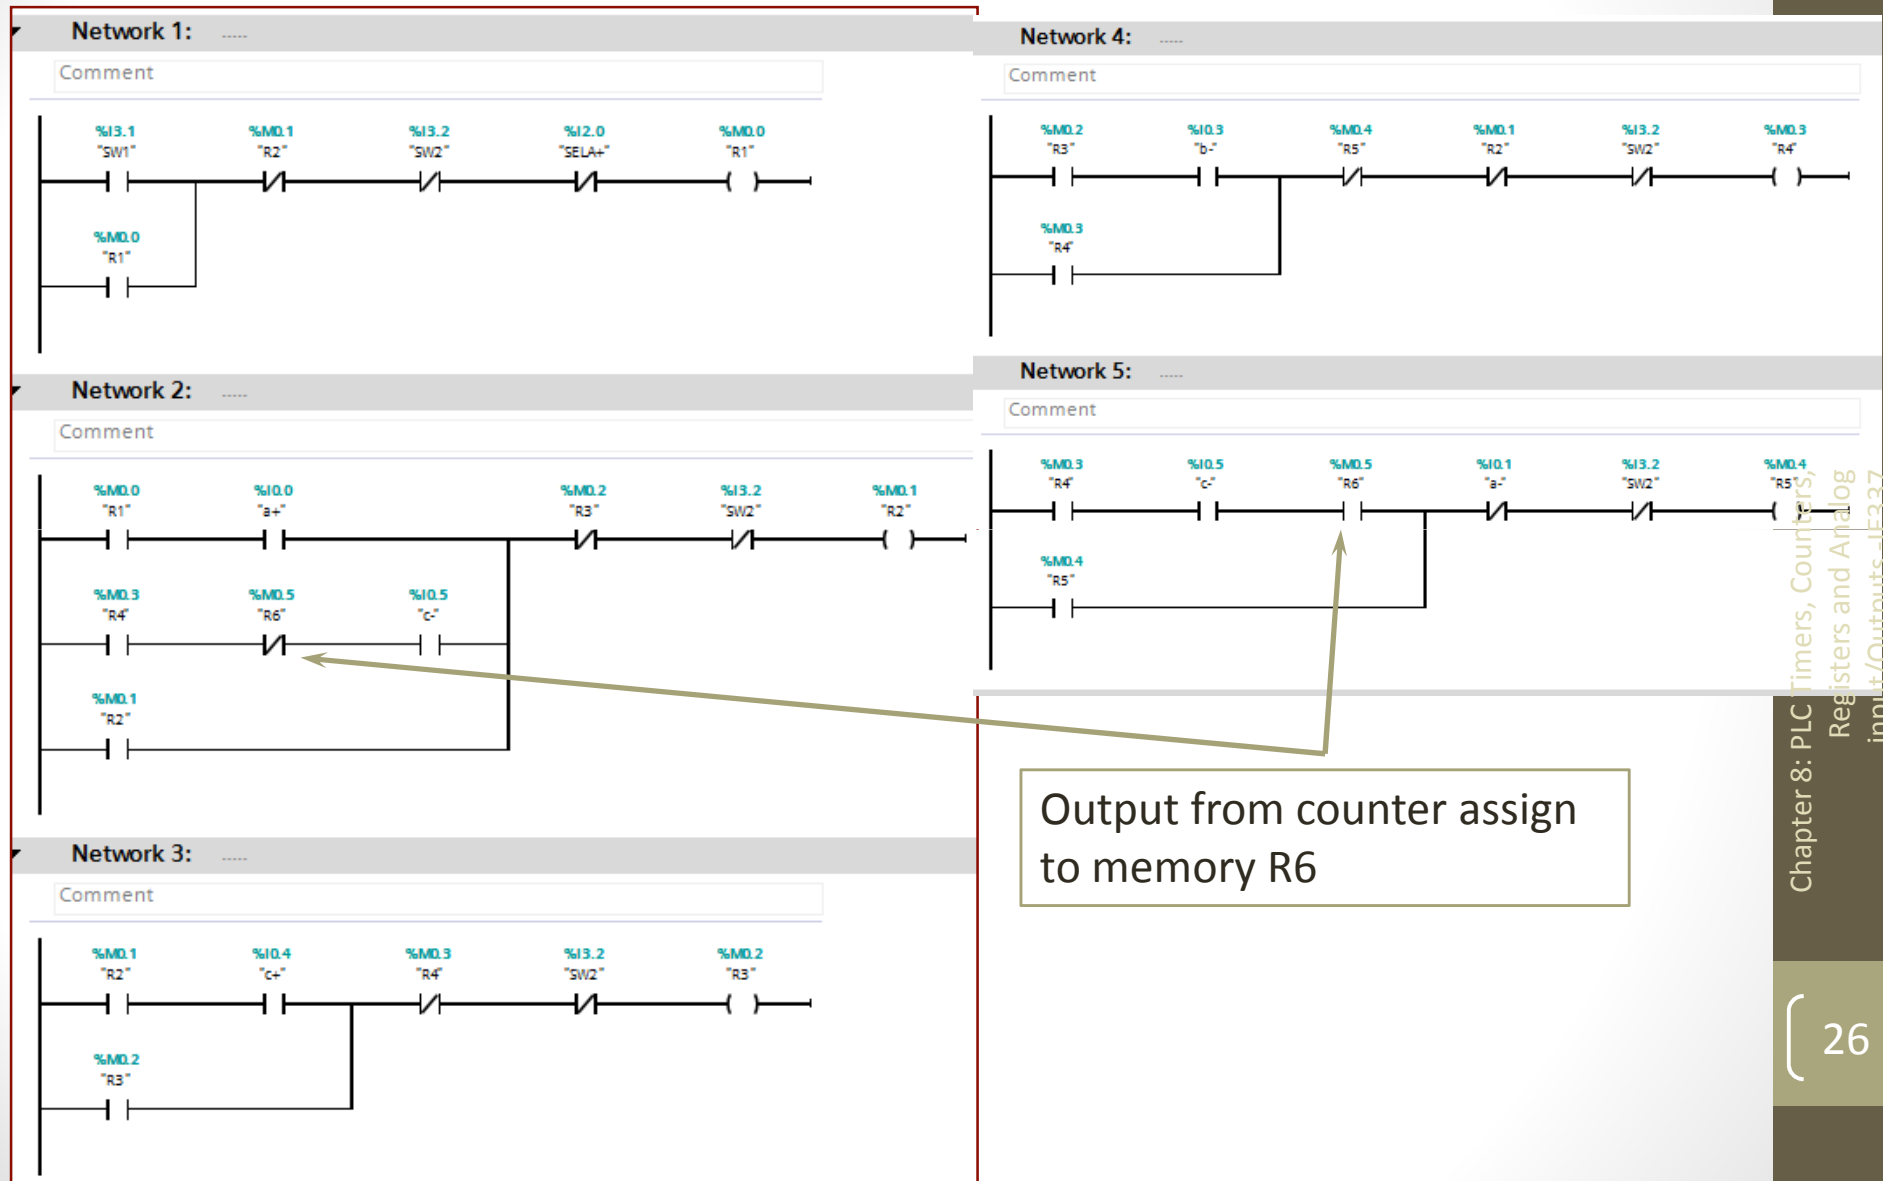 Network 1: .....
Comment
%I3.1 %M0.1 %I3.2 %I2.0 %M0.0
"SW1" "R2" "SW2" "SELA+" "R1"
%M0.0
"R1"
Network 2: .....
Comment
%M0.0 %I0.0 %M0.2 %I3.2 %M0.1
"R1" "a+" "R3" "SW2" "R2"
%M0.3 %M0.5 %I0.5
"R4" "R6" "c-"
%M0.1
"R2"
Network 3: .....
Comment
%M0.1 %I0.4 %M0.3 %I3.2 %M0.2
"R2" "c+" "R4" "SW2" "R3"
%M0.2
"R3"
Network 4: .....
Comment
%M0.2 %I0.3 %M0.4 %M0.1 %I3.2 %M0.3
"R3" "b-" "R5" "R2" "SW2" "R4"
%M0.3
"R4"
Network 5: .....
Comment
%M0.3 %I0.5 %M0.5 %I0.1 %I3.2 %M0.4
"R4" "c-" "R6" "a-" "SW2" "R5"
%M0.4
"R5"
Output from counter assign
to memory R6
Chapter 8: PLC Timers, Counters,
Registers and Analog
input/Outputs -IE337
26